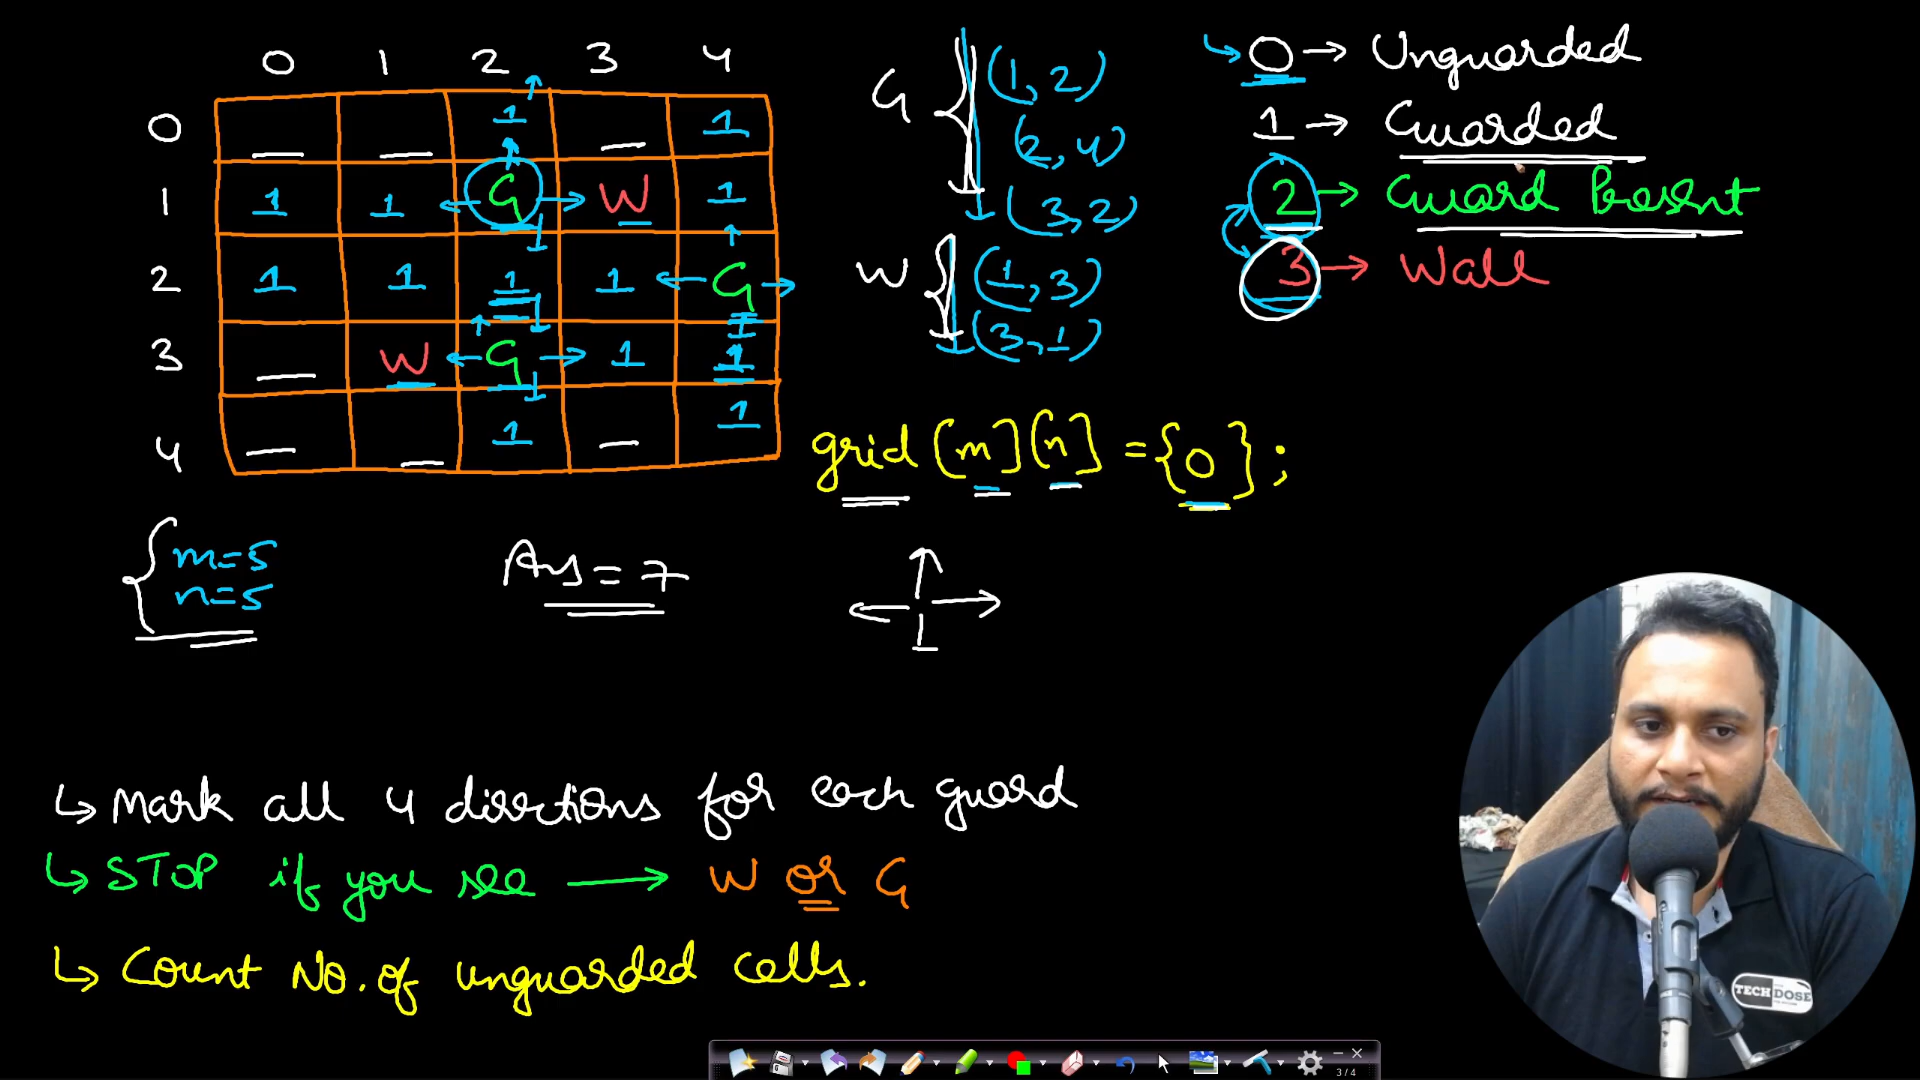 0 1 2 3 4
0 _ _ 1 _ 1
1 1 1 G W 1
2 1 1 1 1 G
3 _ W G 1 1
4 _ _ 1 _ 1
G { (1, 2)
(2, 4)
(3, 2)
W { (1, 3)
(3, 1)
0 → Unguarded
1 → Guarded
2 → Guard Present
3 → Wall
grid [m][n] = {0};
m=5
n=5
Ans = 7
↳ Mark all 4 directions for each guard
↳ STOP if you see → W or G
↳ Count No. of unguarded cells.
TECH DOSE
3 / 4